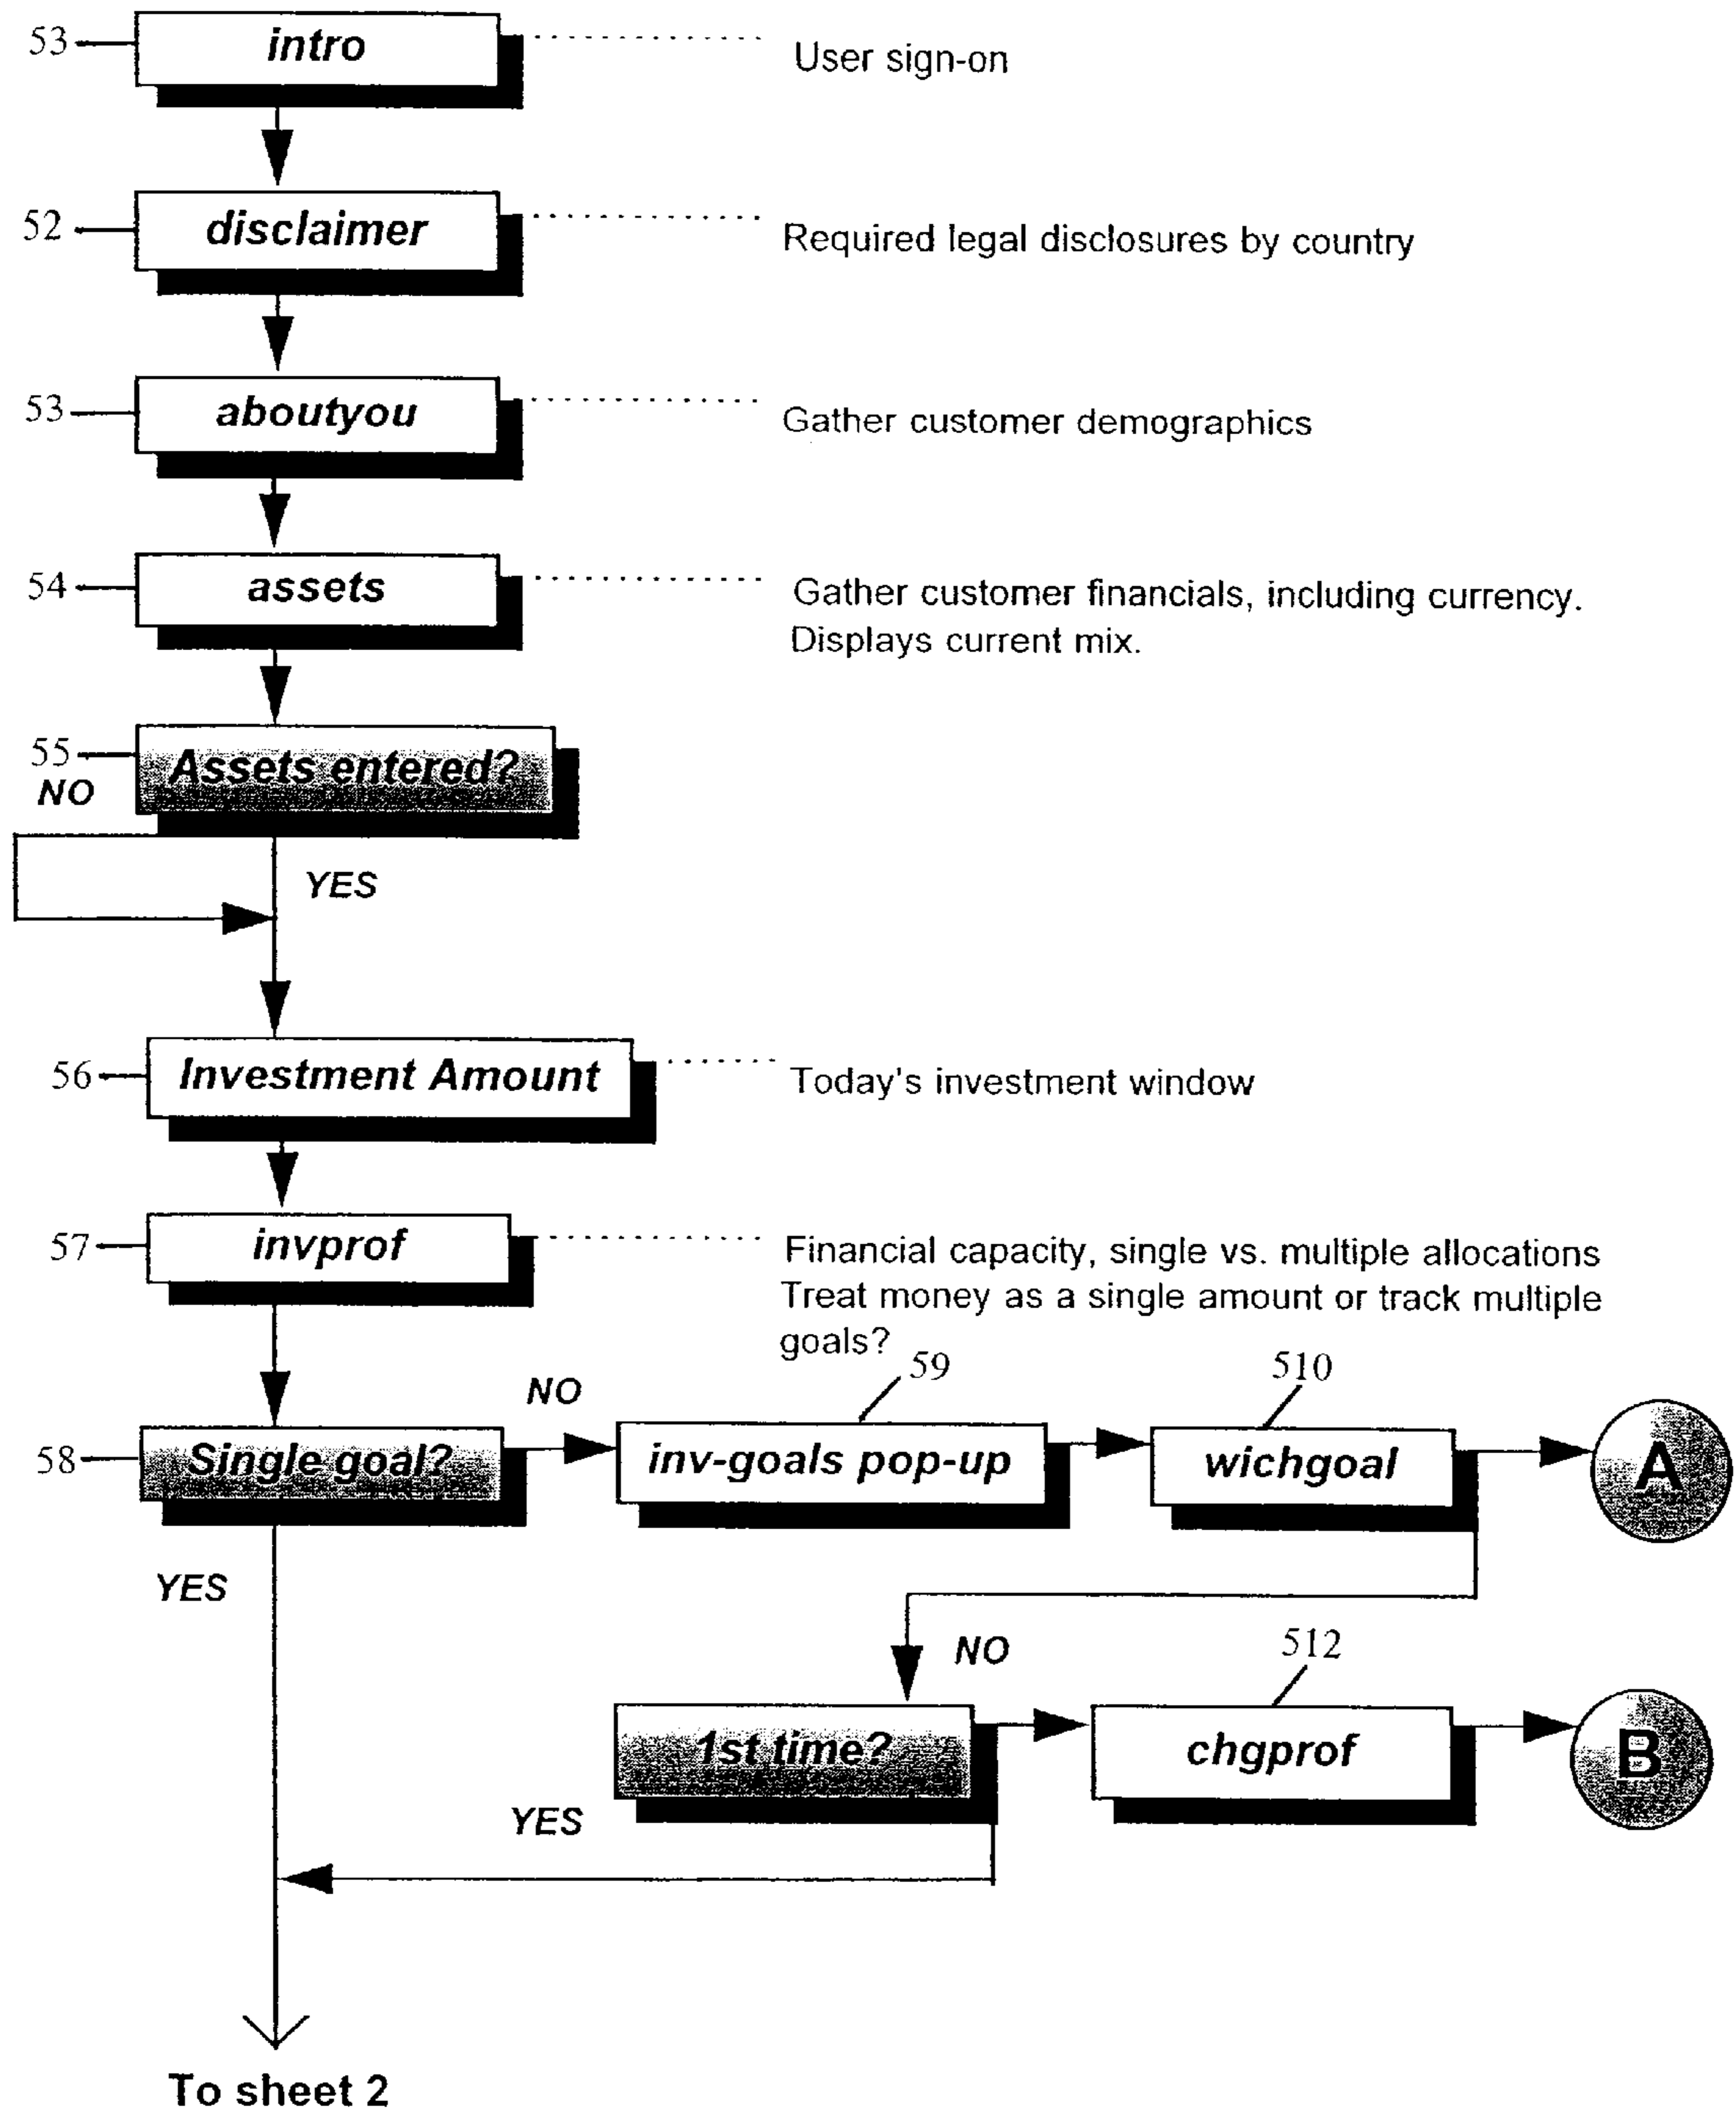 53
intro
User sign-on
52
disclaimer
Required legal disclosures by country
53
aboutyou
Gather customer demographics
54
assets
Gather customer financials, including currency.
Displays current mix.
55
Assets entered?
NO
YES
56
Investment Amount
Today's investment window
57
invprof
Financial capacity, single vs. multiple allocations
Treat money as a single amount or track multiple
goals?
59
510
NO
58
Single goal?
inv-goals pop-up
wichgoal
A
YES
NO
512
1st time?
chgprof
B
YES
To sheet 2